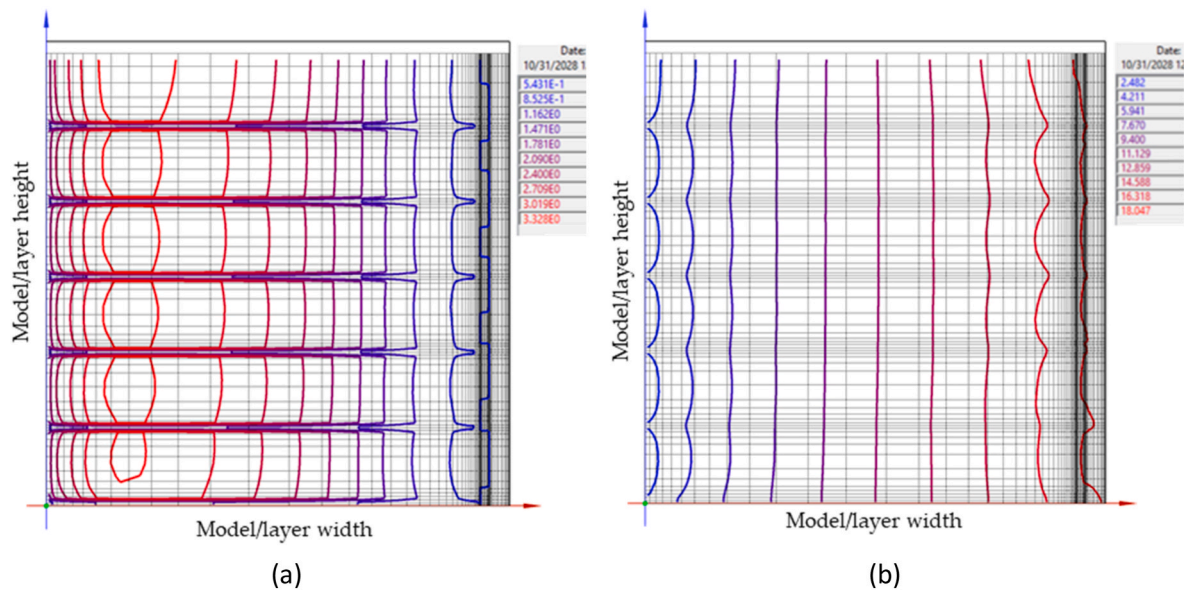 Model/layer height
Date:
10/31/2028 1
5.431E-1
8.525E-1
1.162E0
1.471E0
1.781E0
2.090E0
2.400E0
2.709E0
3.019E0
3.328E0
Model/layer width
(a)
Model/layer height
Date:
10/31/2028 12
2.482
4.211
5.941
7.670
9.400
11.129
12.859
14.588
16.318
18.047
Model/layer width
(b)